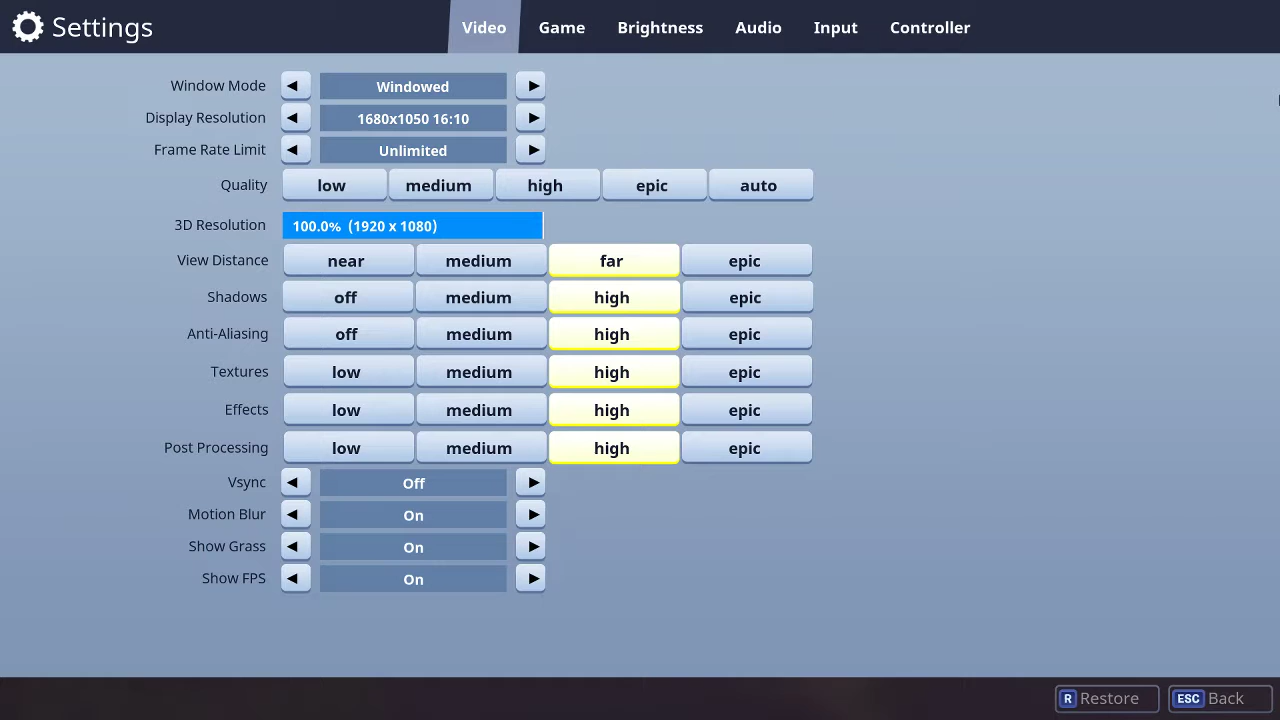 Settings
Video Game Brightness Audio Input Controller
Window Mode Windowed
Display Resolution 1680x1050 16:10
Frame Rate Limit Unlimited
Quality low medium high epic auto
3D Resolution 100.0% (1920 x 1080)
View Distance near medium far epic
Shadows off medium high epic
Anti-Aliasing off medium high epic
Textures low medium high epic
Effects low medium high epic
Post Processing low medium high epic
Vsync Off
Motion Blur On
Show Grass On
Show FPS On
R Restore ESC Back